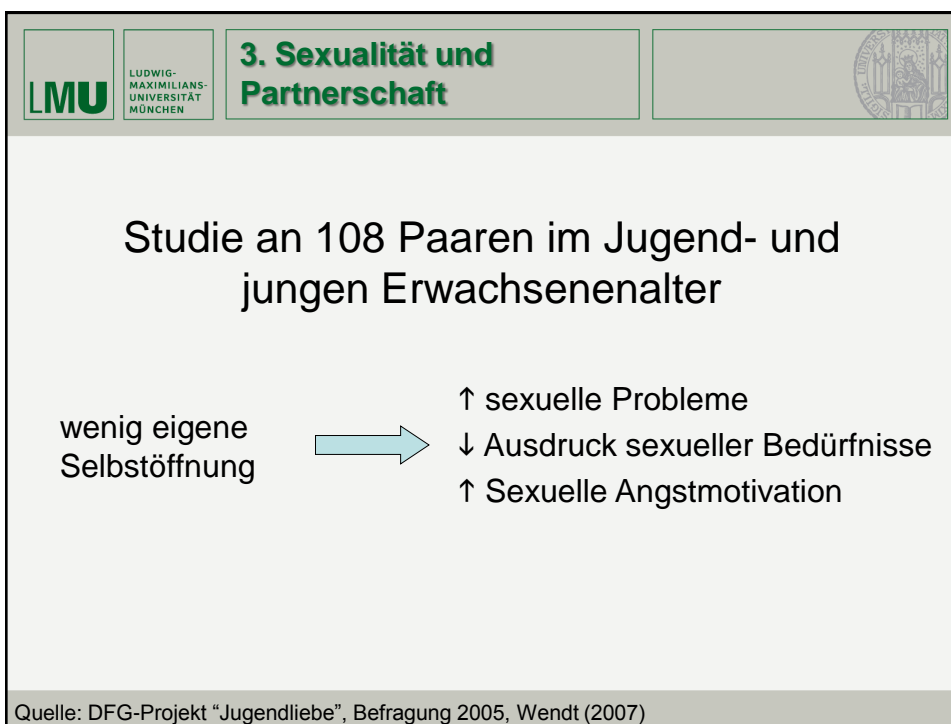 LMU
LUDWIG-
MAXIMILIANS-
UNIVERSITÄT
MÜNCHEN
3. Sexualität und
Partnerschaft
Studie an 108 Paaren im Jugend- und
jungen Erwachsenenalter
wenig eigene
Selbstöffnung
↑ sexuelle Probleme
↓ Ausdruck sexueller Bedürfnisse
↑ Sexuelle Angstmotivation
Quelle: DFG-Projekt “Jugendliebe”, Befragung 2005, Wendt (2007)